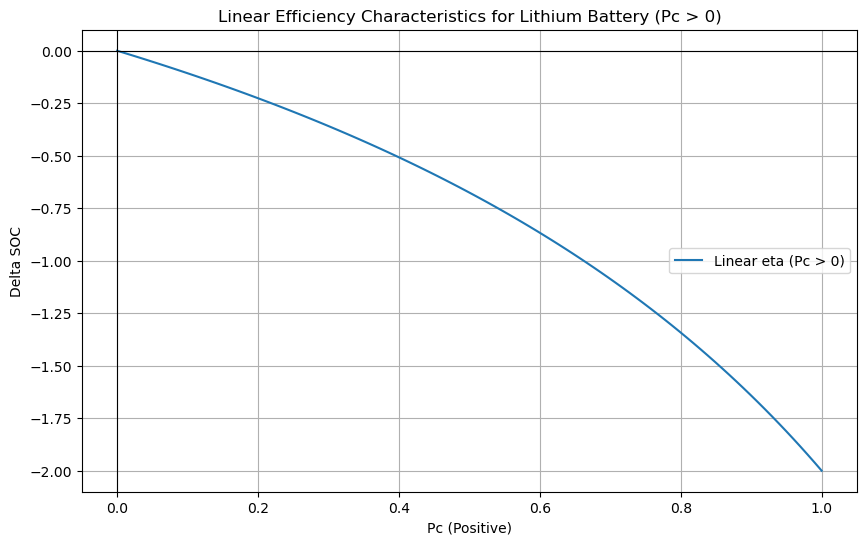 Linear Efficiency Characteristics for Lithium Battery (Pc > 0)
0.00
−0.25
−0.50
−0.75
−1.00
−1.25
−1.50
−1.75
−2.00
Delta SOC
Linear eta (Pc > 0)
0.0 0.2 0.4 0.6 0.8 1.0
Pc (Positive)